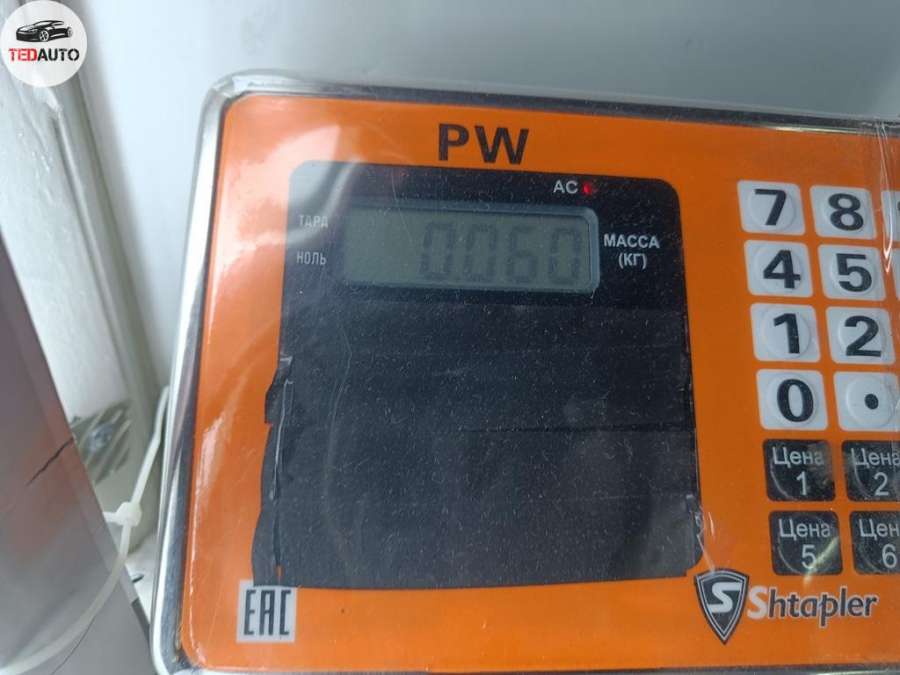 TEDAUTO
PW
AC
ТАРА
НОЛЬ
0060
МАССА
(КГ)
7 8
4 5
1 2
0 •
Цена 1
Цена 2
Цена 5
Цена 6
EAC
S Shtapler